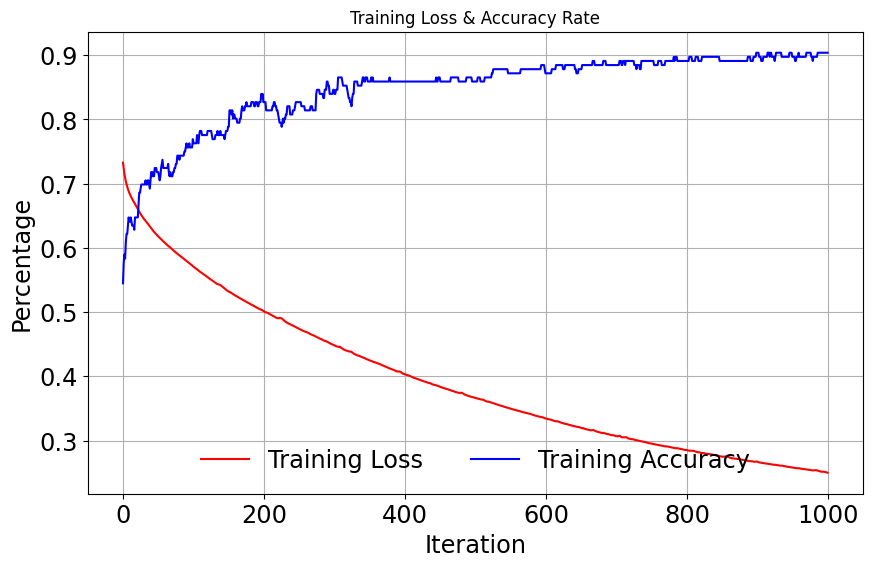 Training Loss & Accuracy Rate
0.9
0.8
0.7
0.6
0.5
0.4
0.3
Percentage
Training Loss
Training Accuracy
0
200
400
600
800
1000
Iteration